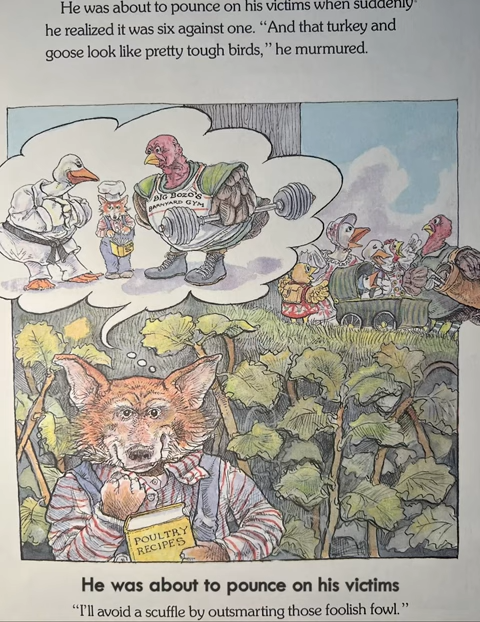 He was about to pounce on his victims when suddenly
he realized it was six against one. “And that turkey and
goose look like pretty tough birds,” he murmured.
BIG BOZO'S
BARNYARD GYM
POULTRY
RECIPES
He was about to pounce on his victims
“I'll avoid a scuffle by outsmarting those foolish fowl.”